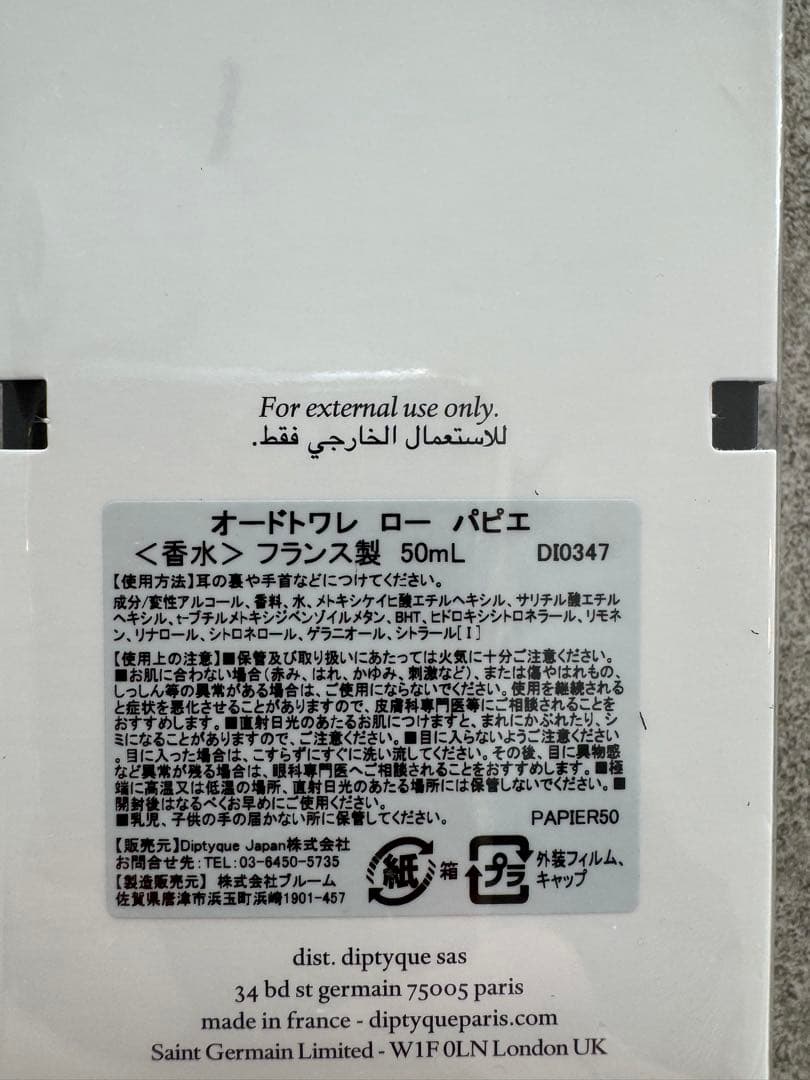 For external use only.
للاستعمال الخارجي فقط.
オードトワレ ロー パピエ
＜香水＞ フランス製 50mL DI0347
【使用方法】耳の裏や手首などにつけてください。
成分/変性アルコール、香料、水、メトキシケイヒ酸エチルヘキシル、サリチル酸エチル
ヘキシル、t-ブチルメトキシジベンゾイルメタン、BHT、ヒドロキシシトロネラール、リモネ
ン、リナロール、シトロネロール、ゲラニオール、シトラール[I]
【使用上の注意】■保管及び取り扱いにあたっては火気に十分ご注意ください。
■お肌に合わない場合(赤み、はれ、かゆみ、刺激など)、または傷やはれもの、
しっしん等の異常がある場合は、ご使用にならないでください。使用を継続される
と症状を悪化させることがありますので、皮膚科専門医等にご相談されることを
おすすめします。■直射日光のあたるお肌につけますと、まれにかぶれたり、シ
ミになることがありますので、ご注意ください。■目に入らないようご注意ください
。目に入った場合は、こすらずにすぐに洗い流してください。その後、目に異物感
など異常が残る場合は、眼科専門医へご相談されることをおすすめします。■極
端に高温又は低温の場所、直射日光のあたる場所には保管しないでください。■
開封後はなるべくお早めにご使用ください。
■乳児、子供の手の届かない所に保管してください。 PAPIER50
【販売元】Diptyque Japan株式会社
お問合せ先:TEL:03-6450-5735
【製造販売元】 株式会社ブルーム
佐賀県唐津市浜玉町浜崎1901-457
紙 箱
プラ 外装フィルム、
キャップ
dist. diptyque sas
34 bd st germain 75005 paris
made in france - diptyqueparis.com
Saint Germain Limited - W1F 0LN London UK